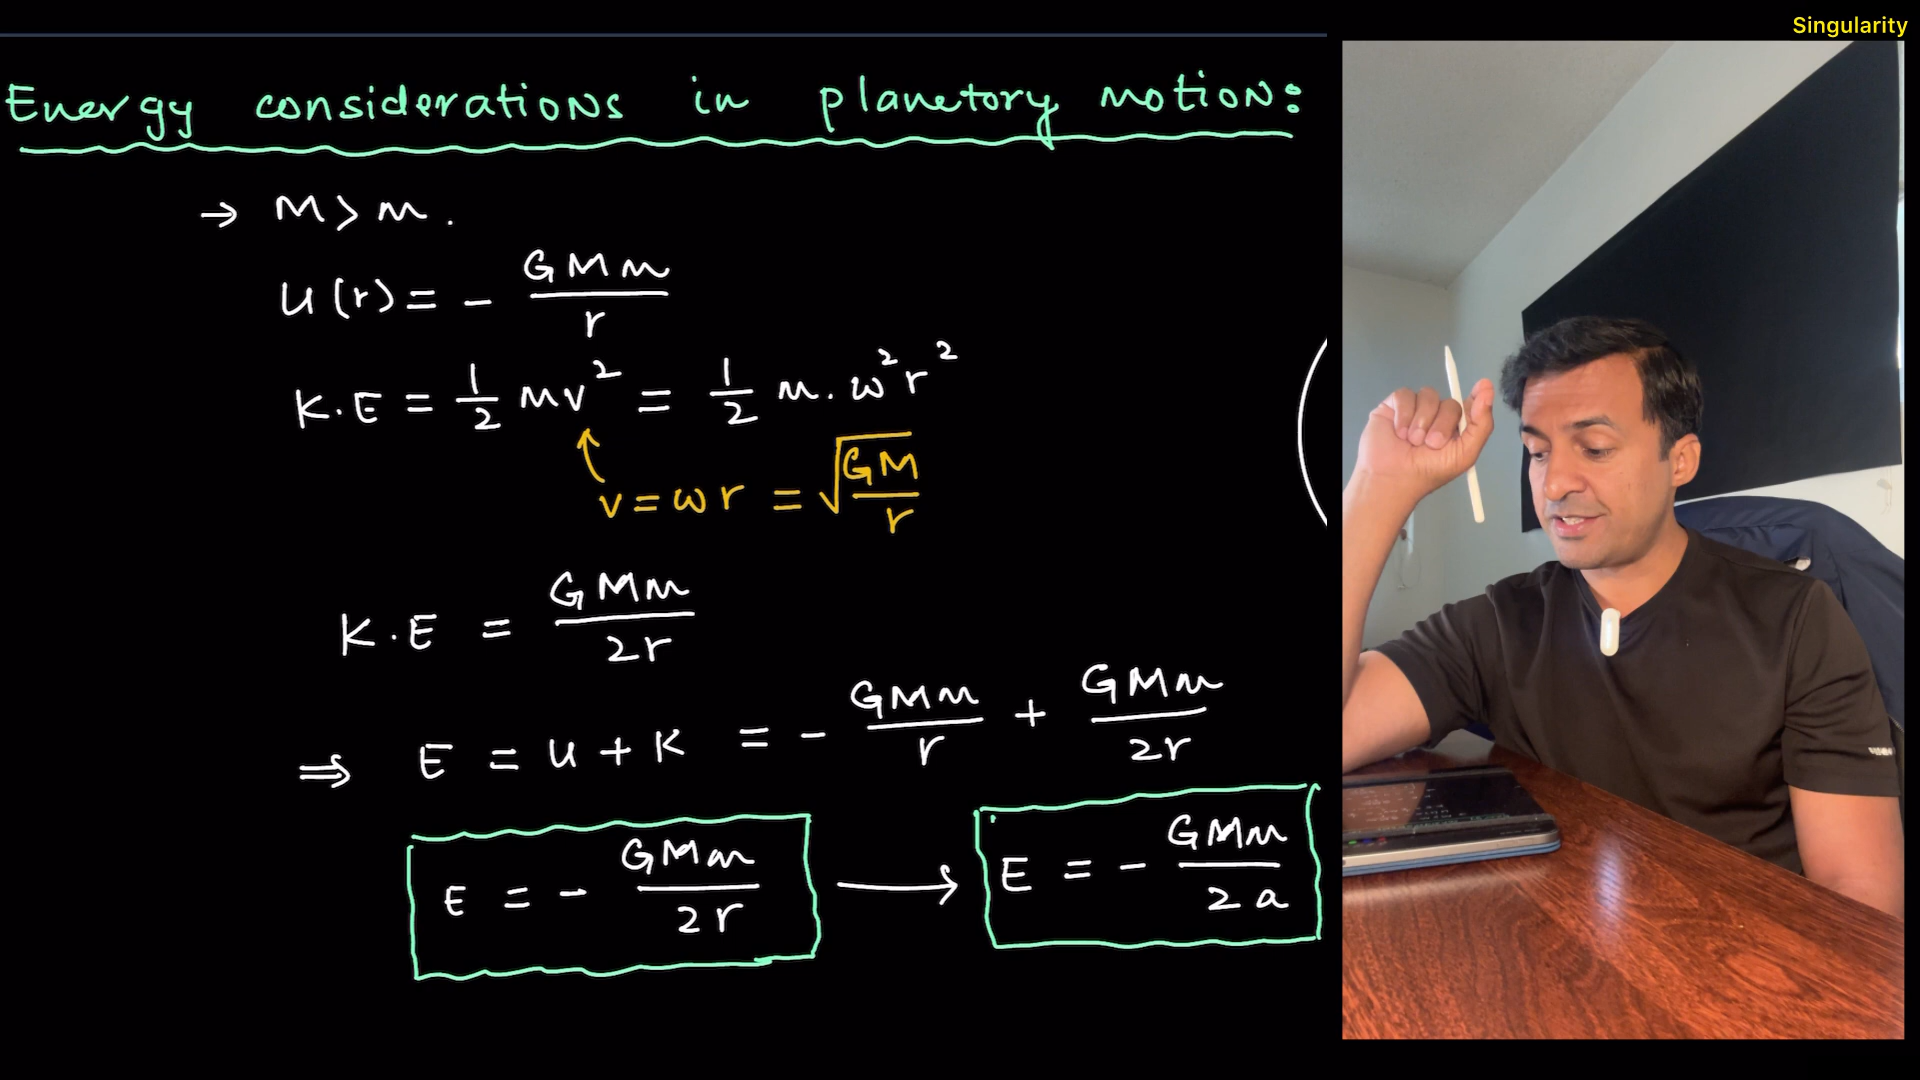 Singularity
Energy considerations in planetory motion:
→ M > m.
U(r) = - GMm/r
K.E = 1/2 mv² = 1/2 m. ω²r²
v = ωr = √(GM/r)
K.E = GMm/2r
⇒ E = U + K = - GMm/r + GMm/2r
E = - GMm/2r → E = - GMm/2a